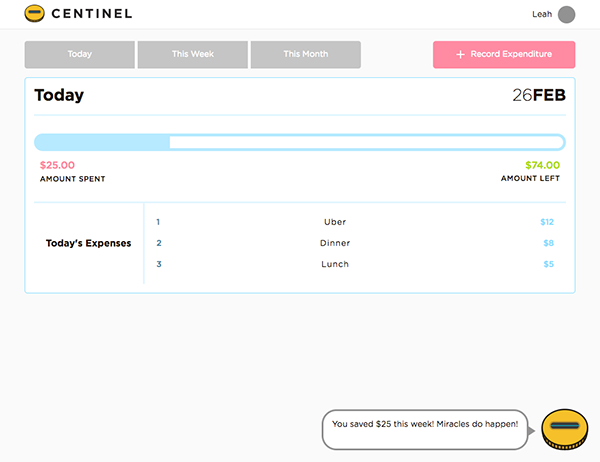 CENTINEL
Leah
Today
This Week
This Month
+ Record Expenditure
Today
26FEB
$25.00
$74.00
AMOUNT SPENT
AMOUNT LEFT
Today's Expenses
1 Uber $12
2 Dinner $8
3 Lunch $5
You saved $25 this week! Miracles do happen!